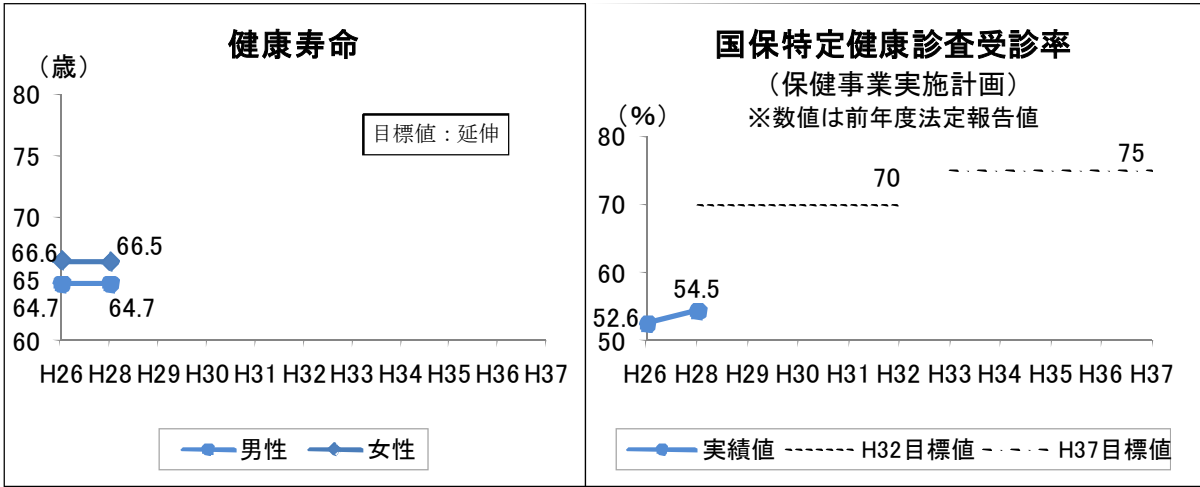 健康寿命
（歳）
80
75
70
65
60
目標値：延伸
66.6
66.5
64.7
64.7
H26 H28 H29 H30 H31 H32 H33 H34 H35 H36 H37
男性 女性
国保特定健康診査受診率
（保健事業実施計画）
※数値は前年度法定報告値
（%）
80
70
60
50
70
75
52.6
54.5
H26 H28 H29 H30 H31 H32 H33 H34 H35 H36 H37
実績値 H32目標値 H37目標値